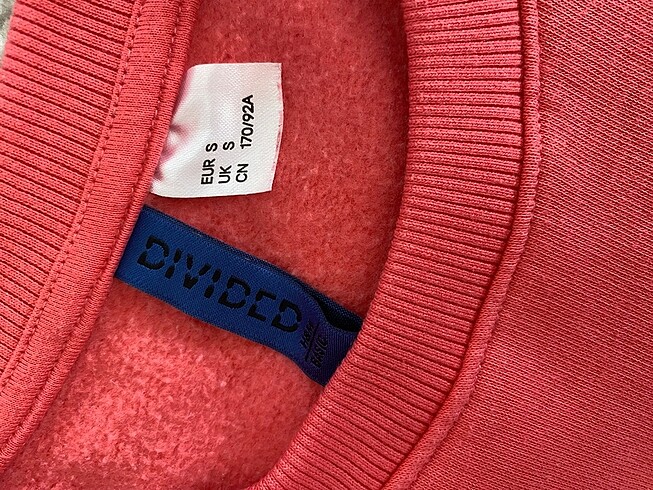 EUR S
UK S
CN 170/92A
DIVIDED
H&M